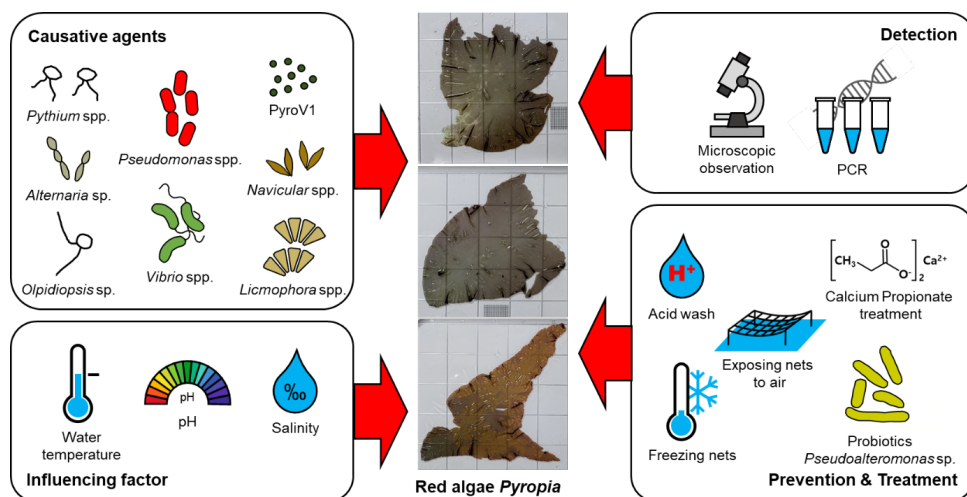 Causative agents
Pythium spp.
Pseudomonas spp.
PyroV1
Alternaria sp.
Navicular spp.
Olpidiopsis sp.
Vibrio spp.
Licmophora spp.
Water
temperature
pH
pH
‰
Salinity
Influencing factor
Red algae Pyropia
Detection
Microscopic
observation
PCR
H+
Acid wash
[CH₃ O O⁻]₂ Ca²⁺
Calcium Propionate
treatment
Exposing nets
to air
Freezing nets
Probiotics
Pseudoalteromonas sp.
Prevention & Treatment